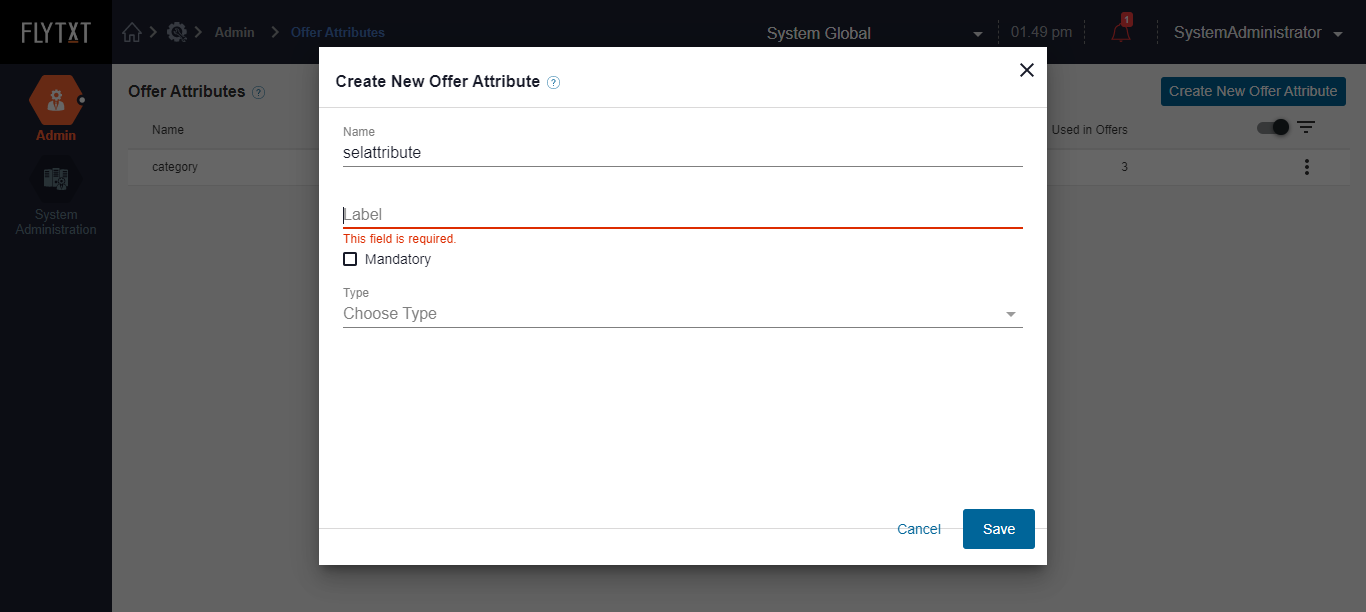 FLYTXT
Admin
Offer Attributes
System Global
01.49 pm
1
SystemAdministrator
Admin
System
Administration
Offer Attributes ?
Create New Offer Attribute
Name
Used in Offers
category
3
Create New Offer Attribute ?
Name
selattribute
Label
This field is required.
Mandatory
Type
Choose Type
Cancel
Save